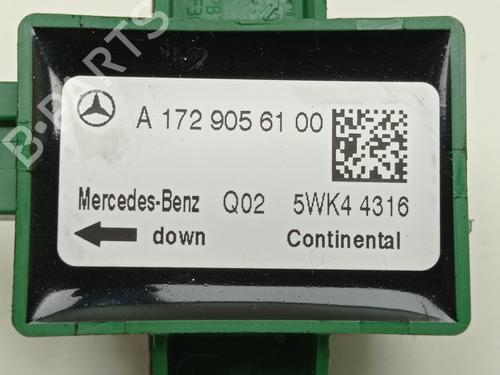 B-PARTS
A 172 905 61 00
Mercedes-Benz Q02 5WK4 4316
down Continental